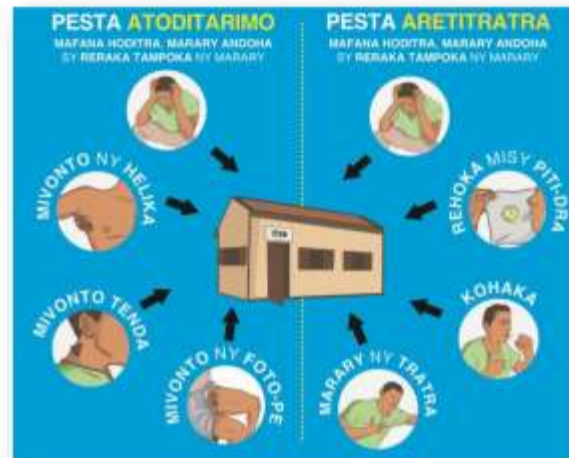 PESTA ATODITARIMO
MAFANA HODITRA, MARARY ANDOHA
SY RERAKA TAMPOKA NY MARARY
MIVONTO NY HELIKA
MIVONTO TENDA
MIVONTO NY FOTO-PE
PESTA ARETITRATRA
MAFANA HODITRA, MARARY ANDOHA
SY RERAKA TAMPOKA NY MARARY
REHOKA MISY PITI-DRA
KOHAKA
MARARY NY TRATRA